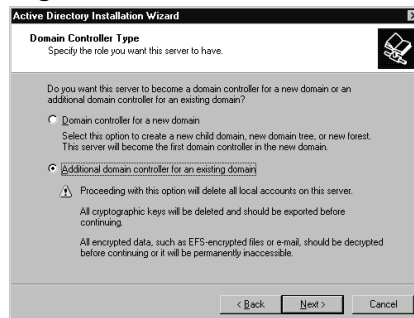 Active Directory Installation Wizard
Domain Controller Type
Specify the role you want this server to have.
Do you want this server to become a domain controller for a new domain or an
additional domain controller for an existing domain?
Domain controller for a new domain
Select this option to create a new child domain, new domain tree, or new forest.
This server will become the first domain controller in the new domain.
Additional domain controller for an existing domain
Proceeding with this option will delete all local accounts on this server.
All cryptographic keys will be deleted and should be exported before
continuing.
All encrypted data, such as EFS-encrypted files or e-mail, should be decrypted
before continuing or it will be permanently inaccessible.
< Back Next > Cancel